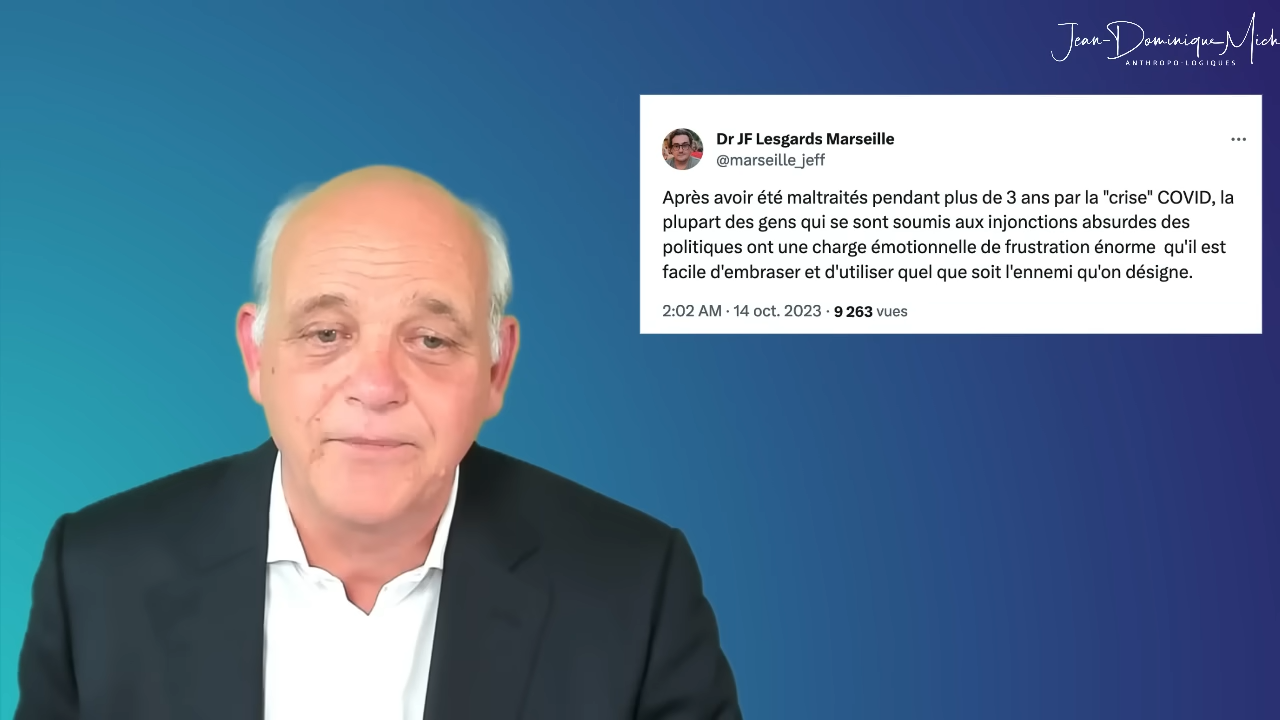 Jean-Dominique Mich
ANTHROPO-LOGIQUES
Dr JF Lesgards Marseille
@marseille_jeff
Après avoir été maltraités pendant plus de 3 ans par la "crise" COVID, la
plupart des gens qui se sont soumis aux injonctions absurdes des
politiques ont une charge émotionnelle de frustration énorme qu'il est
facile d'embraser et d'utiliser quel que soit l'ennemi qu'on désigne.
2:02 AM · 14 oct. 2023 · 9 263 vues